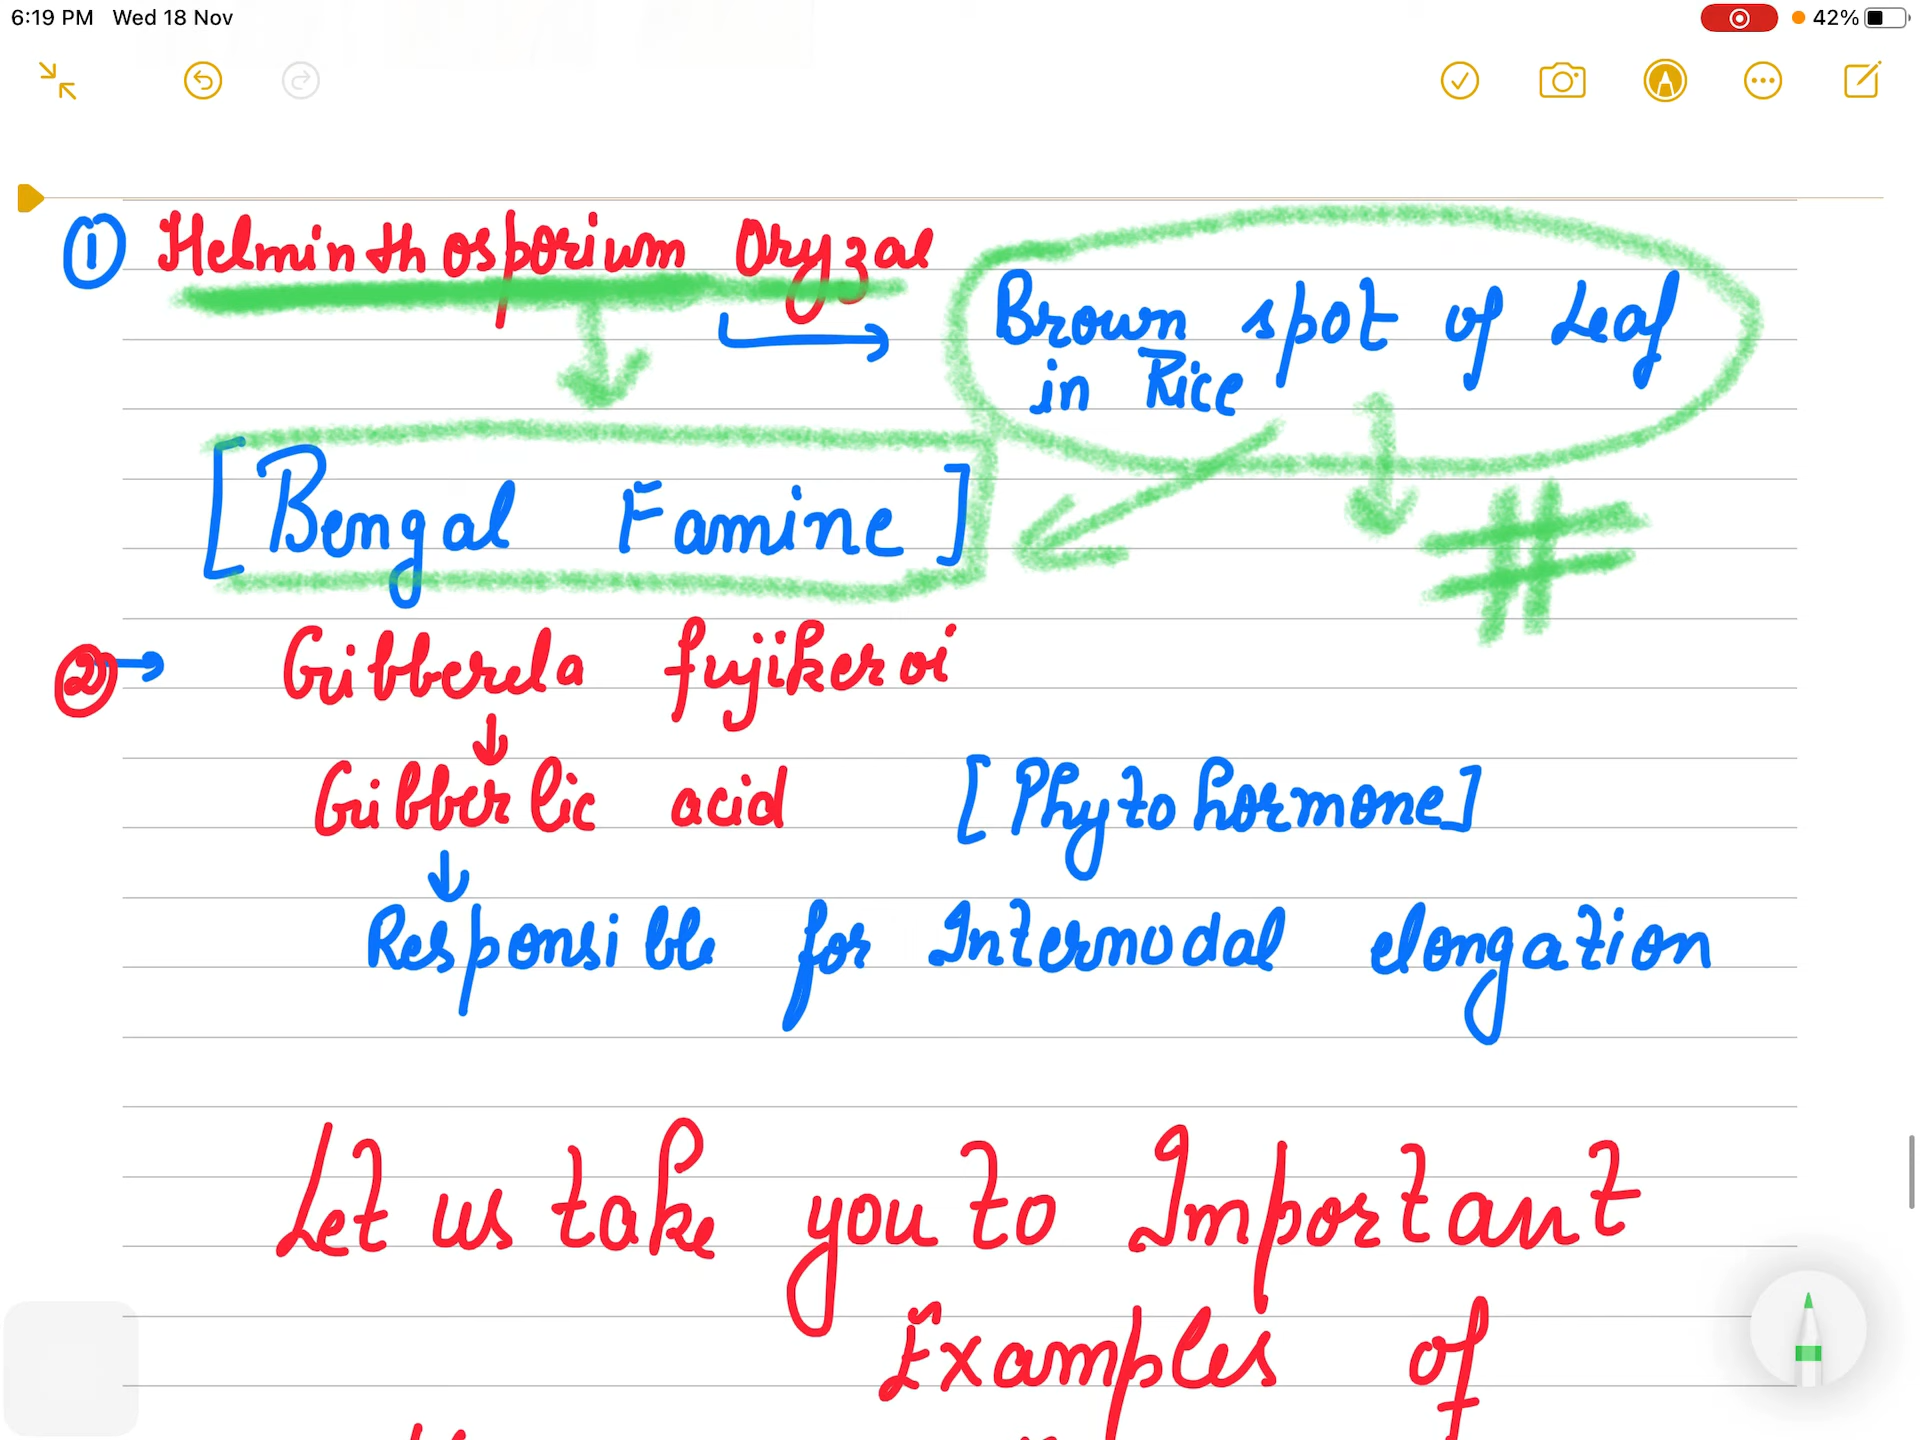 6:19 PM Wed 18 Nov 42%
① Helminthosporium Oryzae
Brown spot of Leaf
in Rice
[Bengal Famine]
#
② → Gibberela fujikeroi
↓
Gibberlic acid [Phytohormone]
↓
Responsible for Internodal elongation
Let us take you to Important
Examples of